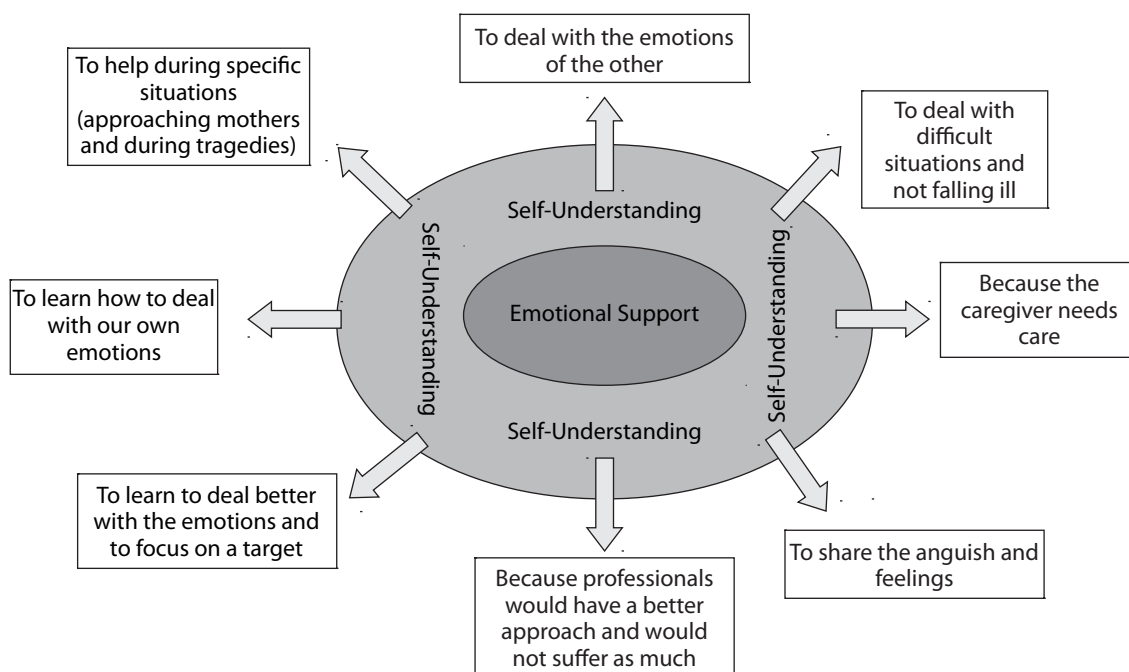 To deal with the emotions
of the other
To help during specific
situations
(approaching mothers
and during tragedies)
To deal with
difficult
situations and
not falling ill
Self-Understanding
Self-Understanding
Self-Understanding
Emotional Support
To learn how to deal
with our own
emotions
Because the
caregiver needs
care
Self-Understanding
To learn to deal better
with the emotions and
to focus on a target
To share the anguish and
feelings
Because professionals
would have a better
approach and would
not suffer as much